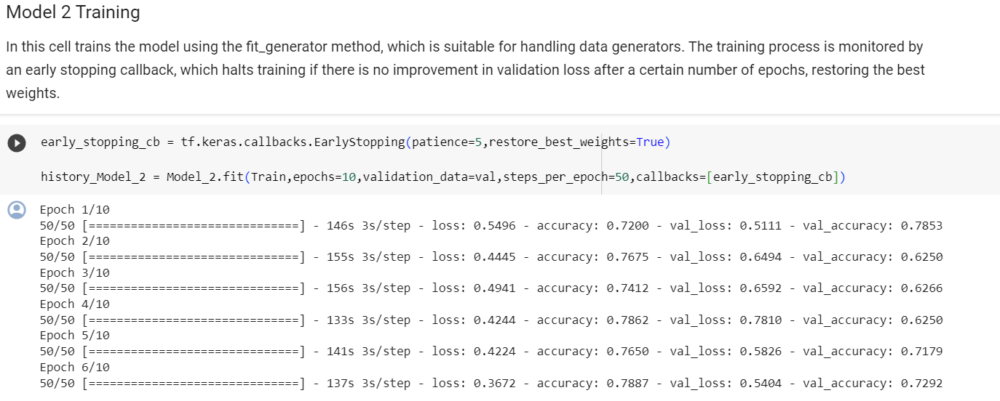 Model 2 Training
In this cell trains the model using the fit_generator method, which is suitable for handling data generators. The training process is monitored by
an early stopping callback, which halts training if there is no improvement in validation loss after a certain number of epochs, restoring the best
weights.
early_stopping_cb = tf.keras.callbacks.EarlyStopping(patience=5,restore_best_weights=True)
history_Model_2 = Model_2.fit(Train,epochs=10,validation_data=val,steps_per_epoch=50,callbacks=[early_stopping_cb])
Epoch 1/10
50/50 [==============================] - 146s 3s/step - loss: 0.5496 - accuracy: 0.7200 - val_loss: 0.5111 - val_accuracy: 0.7853
Epoch 2/10
50/50 [==============================] - 155s 3s/step - loss: 0.4445 - accuracy: 0.7675 - val_loss: 0.6494 - val_accuracy: 0.6250
Epoch 3/10
50/50 [==============================] - 156s 3s/step - loss: 0.4941 - accuracy: 0.7412 - val_loss: 0.6592 - val_accuracy: 0.6266
Epoch 4/10
50/50 [==============================] - 133s 3s/step - loss: 0.4244 - accuracy: 0.7862 - val_loss: 0.7810 - val_accuracy: 0.6250
Epoch 5/10
50/50 [==============================] - 141s 3s/step - loss: 0.4224 - accuracy: 0.7650 - val_loss: 0.5826 - val_accuracy: 0.7179
Epoch 6/10
50/50 [==============================] - 137s 3s/step - loss: 0.3672 - accuracy: 0.7887 - val_loss: 0.5404 - val_accuracy: 0.7292